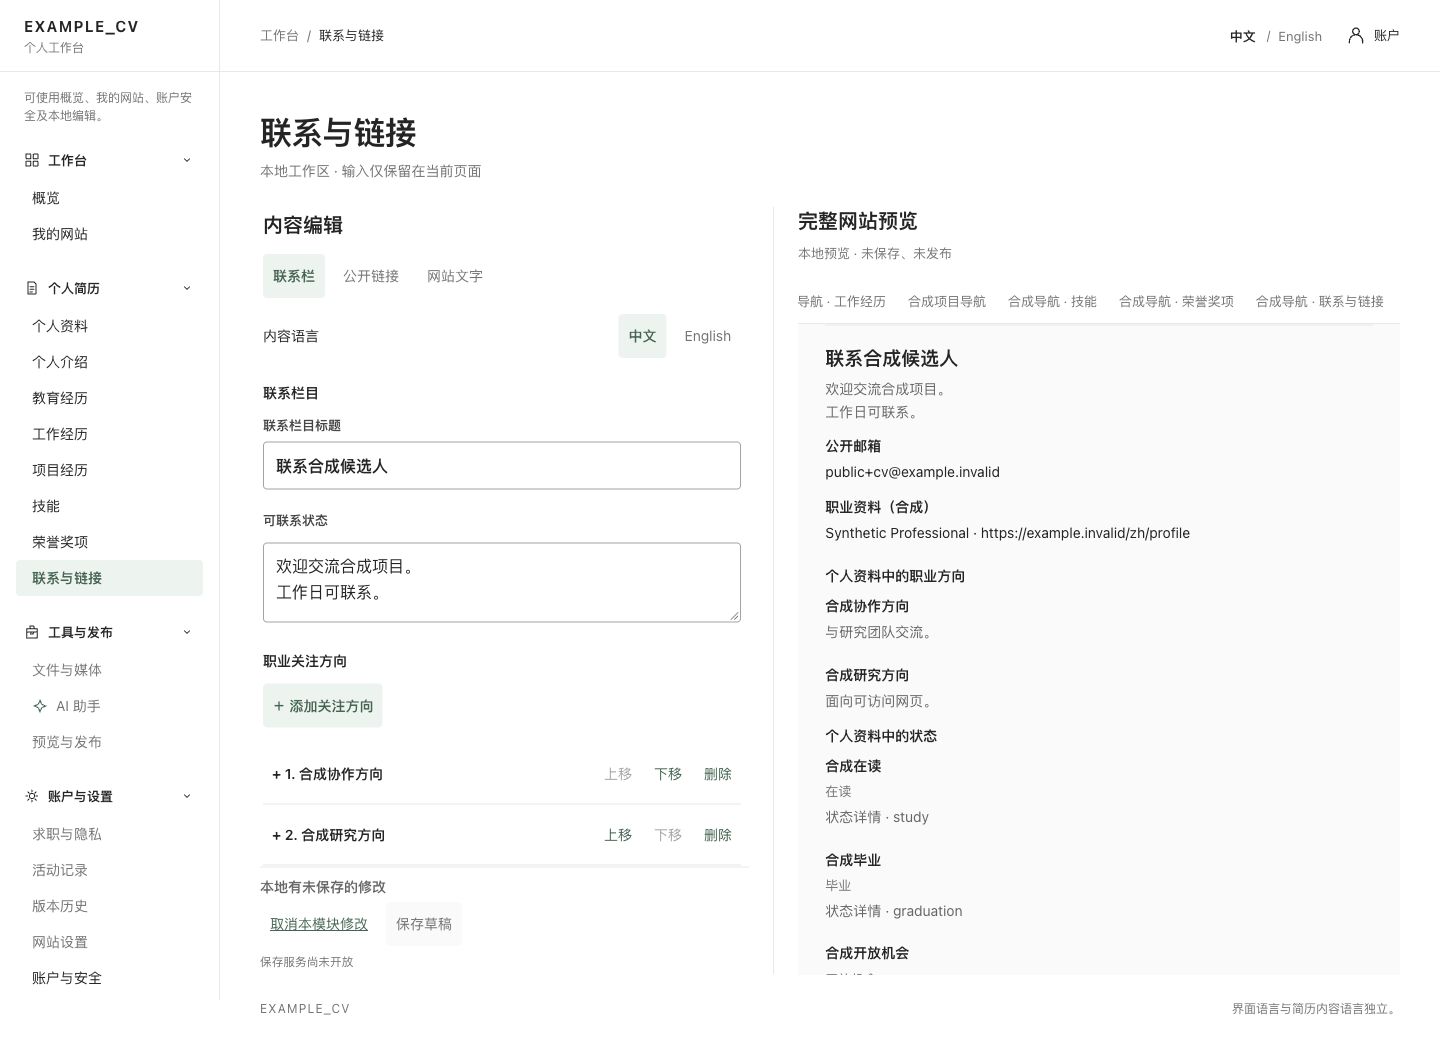 EXAMPLE_CV
个人工作台
工作台 / 联系与链接
中文 / English
账户
可使用概览、我的网站、账户安
全及本地编辑。
工作台
概览
我的网站
个人简历
个人资料
个人介绍
教育经历
工作经历
项目经历
技能
荣誉奖项
联系与链接
工具与发布
文件与媒体
AI 助手
预览与发布
账户与设置
求职与隐私
活动记录
版本历史
网站设置
账户与安全
联系与链接
本地工作区 · 输入仅保留在当前页面
内容编辑
联系栏 公开链接 网站文字
内容语言 中文 English
联系栏目
联系栏目标题
联系合成候选人
可联系状态
欢迎交流合成项目。
工作日可联系。
职业关注方向
+ 添加关注方向
+ 1. 合成协作方向 上移 下移 删除
+ 2. 合成研究方向 上移 下移 删除
本地有未保存的修改
取消本模块修改 保存草稿
保存服务尚未开放
完整网站预览
本地预览 · 未保存、未发布
导航 · 工作经历 合成项目导航 合成导航 · 技能 合成导航 · 荣誉奖项 合成导航 · 联系与链接
联系合成候选人
欢迎交流合成项目。
工作日可联系。
公开邮箱
public+cv@example.invalid
职业资料（合成）
Synthetic Professional · https://example.invalid/zh/profile
个人资料中的职业方向
合成协作方向
与研究团队交流。
合成研究方向
面向可访问网页。
个人资料中的状态
合成在读
在读
状态详情 · study
合成毕业
毕业
状态详情 · graduation
合成开放机会
EXAMPLE_CV
界面语言与简历内容语言独立。